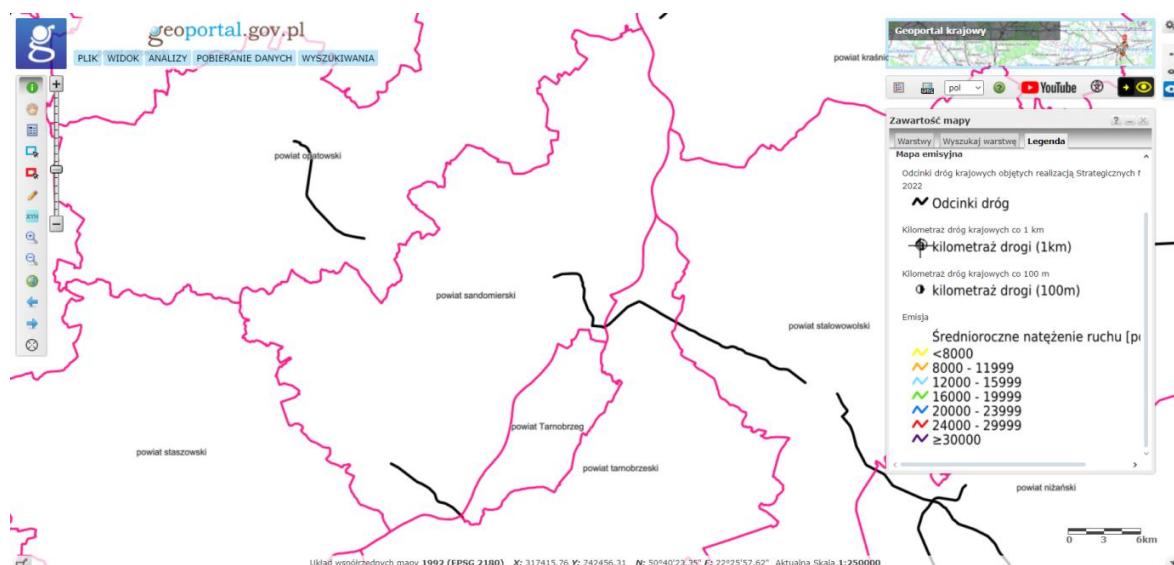 geoportal.gov.pl
PLIK WIDOK ANALIZY POBIERANIE DANYCH WYSZUKIWANIA
Geoportal krajowy
pol YouTube
powiat kraśnic
Zawartość mapy
Warstwy Wyszukaj warstwę Legenda
Mapa emisyjna
Odcinki dróg krajowych objętych realizacją Strategicznych
2022
Odcinki dróg
Kilometraż dróg krajowych co 1 km
kilometraż drogi (1km)
Kilometraż dróg krajowych co 100 m
kilometraż drogi (100m)
Emisja
Średnioroczne natężenie ruchu
<8000
8000 - 11999
12000 - 15999
16000 - 19999
20000 - 23999
24000 - 29999
≥30000
powiat opatowski
powiat sandomierski
powiat stalowowolski
powiat Tarnobrzeg
powiat staszowski
powiat tarnobrzeski
powiat niżański
0 3 6km
Układ współrzędnych mapy 1992 (EPSG 2180) X: 317415.76 Y: 742456.31 N: 50°40'23.35" E: 22°25'57.62" Aktualna Skala 1:250000